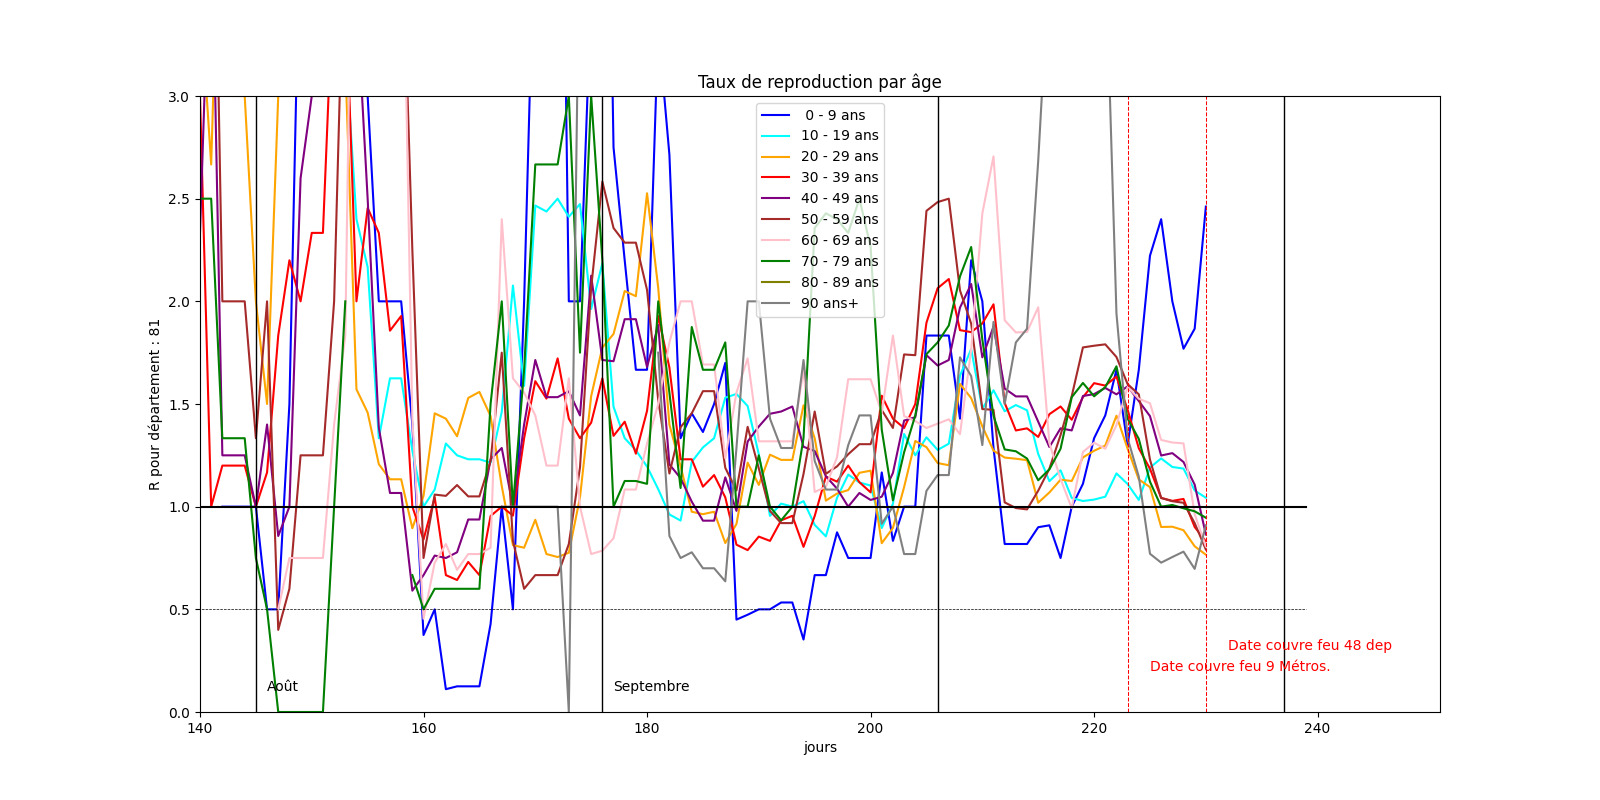 Taux de reproduction par âge
R pour département : 81
3.0
2.5
2.0
1.5
1.0
0.5
0.0
0 - 9 ans
10 - 19 ans
20 - 29 ans
30 - 39 ans
40 - 49 ans
50 - 59 ans
60 - 69 ans
70 - 79 ans
80 - 89 ans
90 ans+
Date couvre feu 48 dep
Date couvre feu 9 Métros.
Août
Septembre
140
160
180
200
220
240
jours